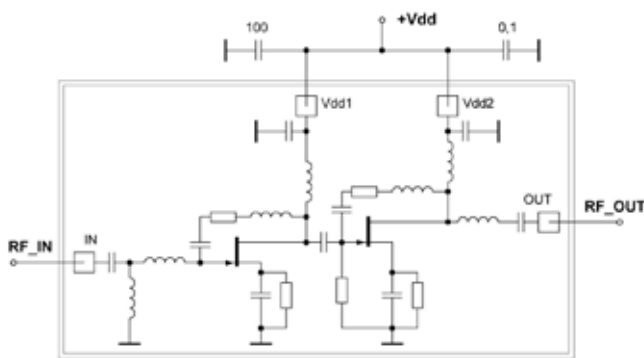 +Vdd
100
0,1
Vdd1
Vdd2
OUT
RF_OUT
IN
RF_IN